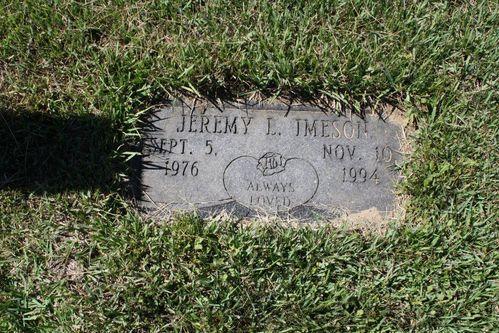 JEREMY L. IMESON
SEPT. 5, NOV. 10
1976 1994
ALWAYS
LOVED